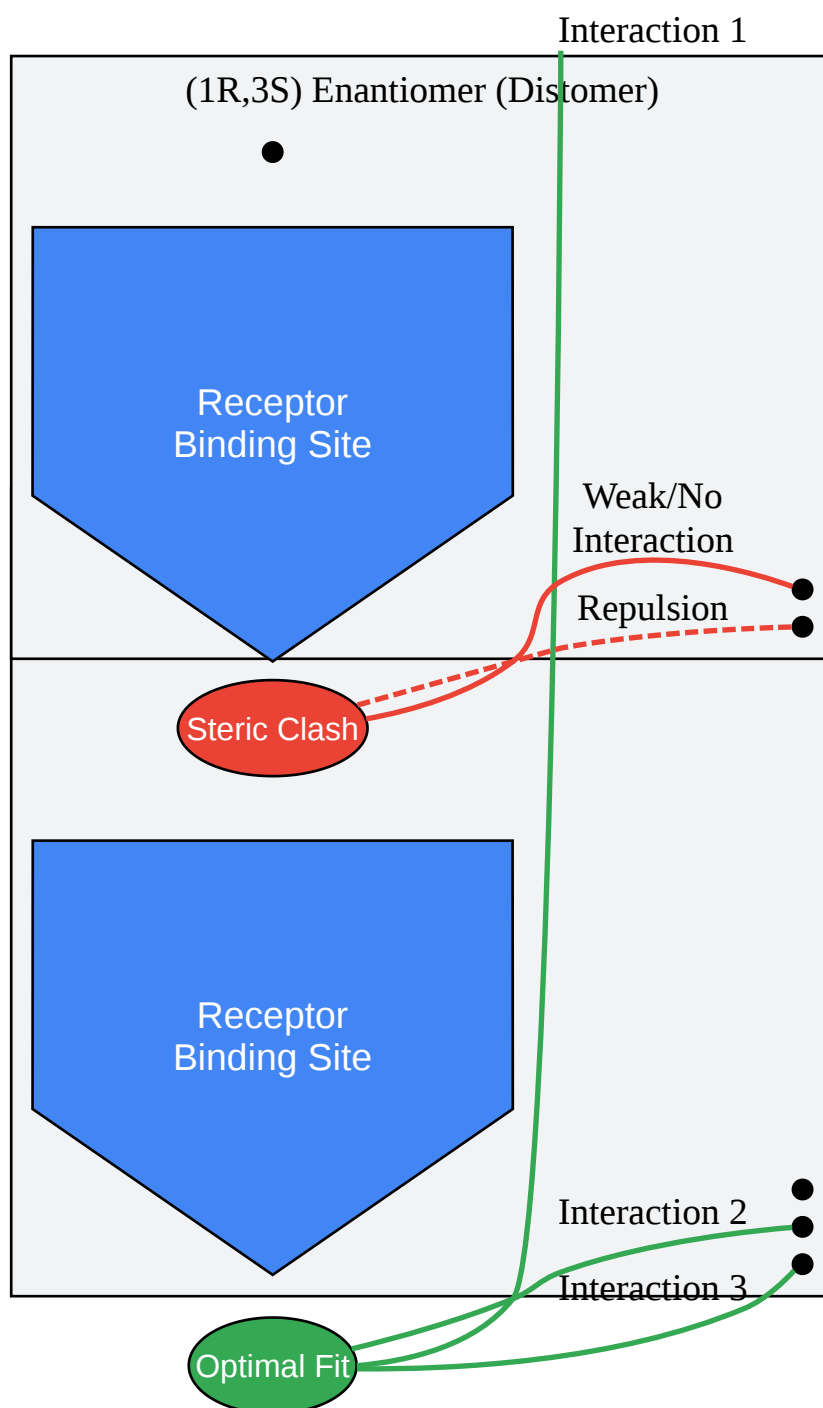 Interaction 1
(1R,3S) Enantiomer (Distomer)
Receptor
Binding Site
Weak/No
Interaction
Repulsion
Steric Clash
Receptor
Binding Site
Interaction 2
Interaction 3
Optimal Fit